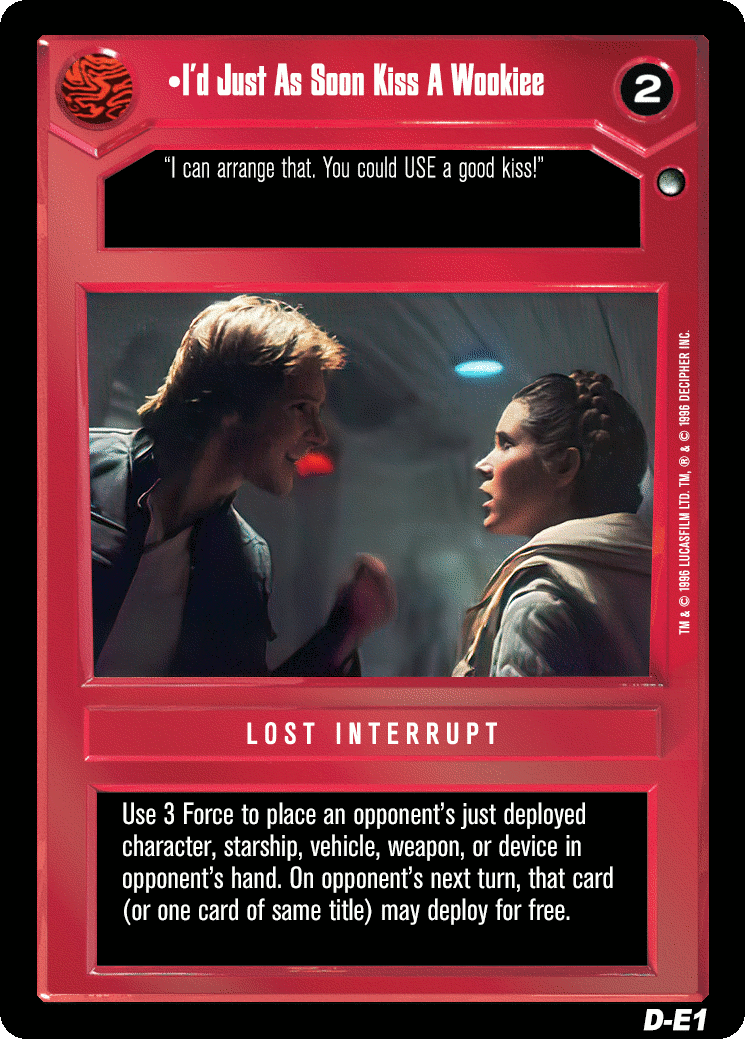 •I'd Just As Soon Kiss A Wookiee
2
“I can arrange that. You could USE a good kiss!”
TM & © 1996 LUCASFILM LTD. TM, ® & © 1996 DECIPHER INC.
LOST INTERRUPT
Use 3 Force to place an opponent’s just deployed
character, starship, vehicle, weapon, or device in
opponent’s hand. On opponent’s next turn, that card
(or one card of same title) may deploy for free.
D-E1